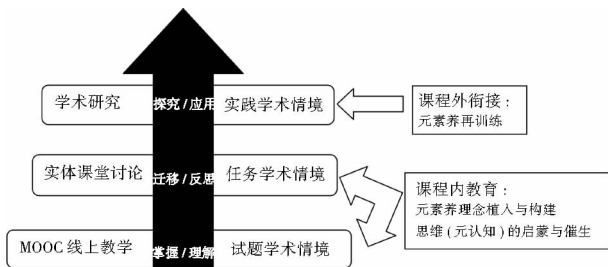 学术研究 探究/应用 实践学术情境
课程外衔接：
元素养再训练
实体课堂讨论 迁移/反思 任务学术情境
课程内教育：
元素养理念植入与构建
思维(元认知)的启蒙与催生
MOOC线上教学 掌握/理解 试题学术情境